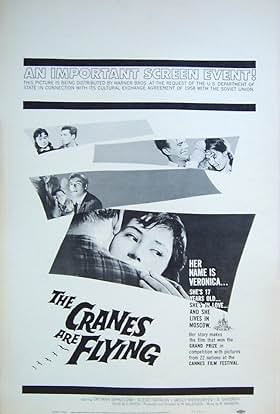 AN IMPORTANT SCREEN EVENT!
THIS PICTURE IS BEING DISTRIBUTED BY WARNER BROS. AT THE REQUEST OF THE U.S. DEPARTMENT OF
STATE IN CONNECTION WITH ITS CULTURAL EXCHANGE AGREEMENT OF 1958 WITH THE SOVIET UNION.
HER
NAME IS
VERONICA...
SHE'S 17
YEARS OLD...
SHE'S IN LOVE...
AND SHE
LIVES IN
MOSCOW.
Her story makes
the film that won the
GRAND PRIZE in
competition with pictures
from 22 nations at the
CANNES FILM FESTIVAL.
THE
CRANES
ARE
FLYING